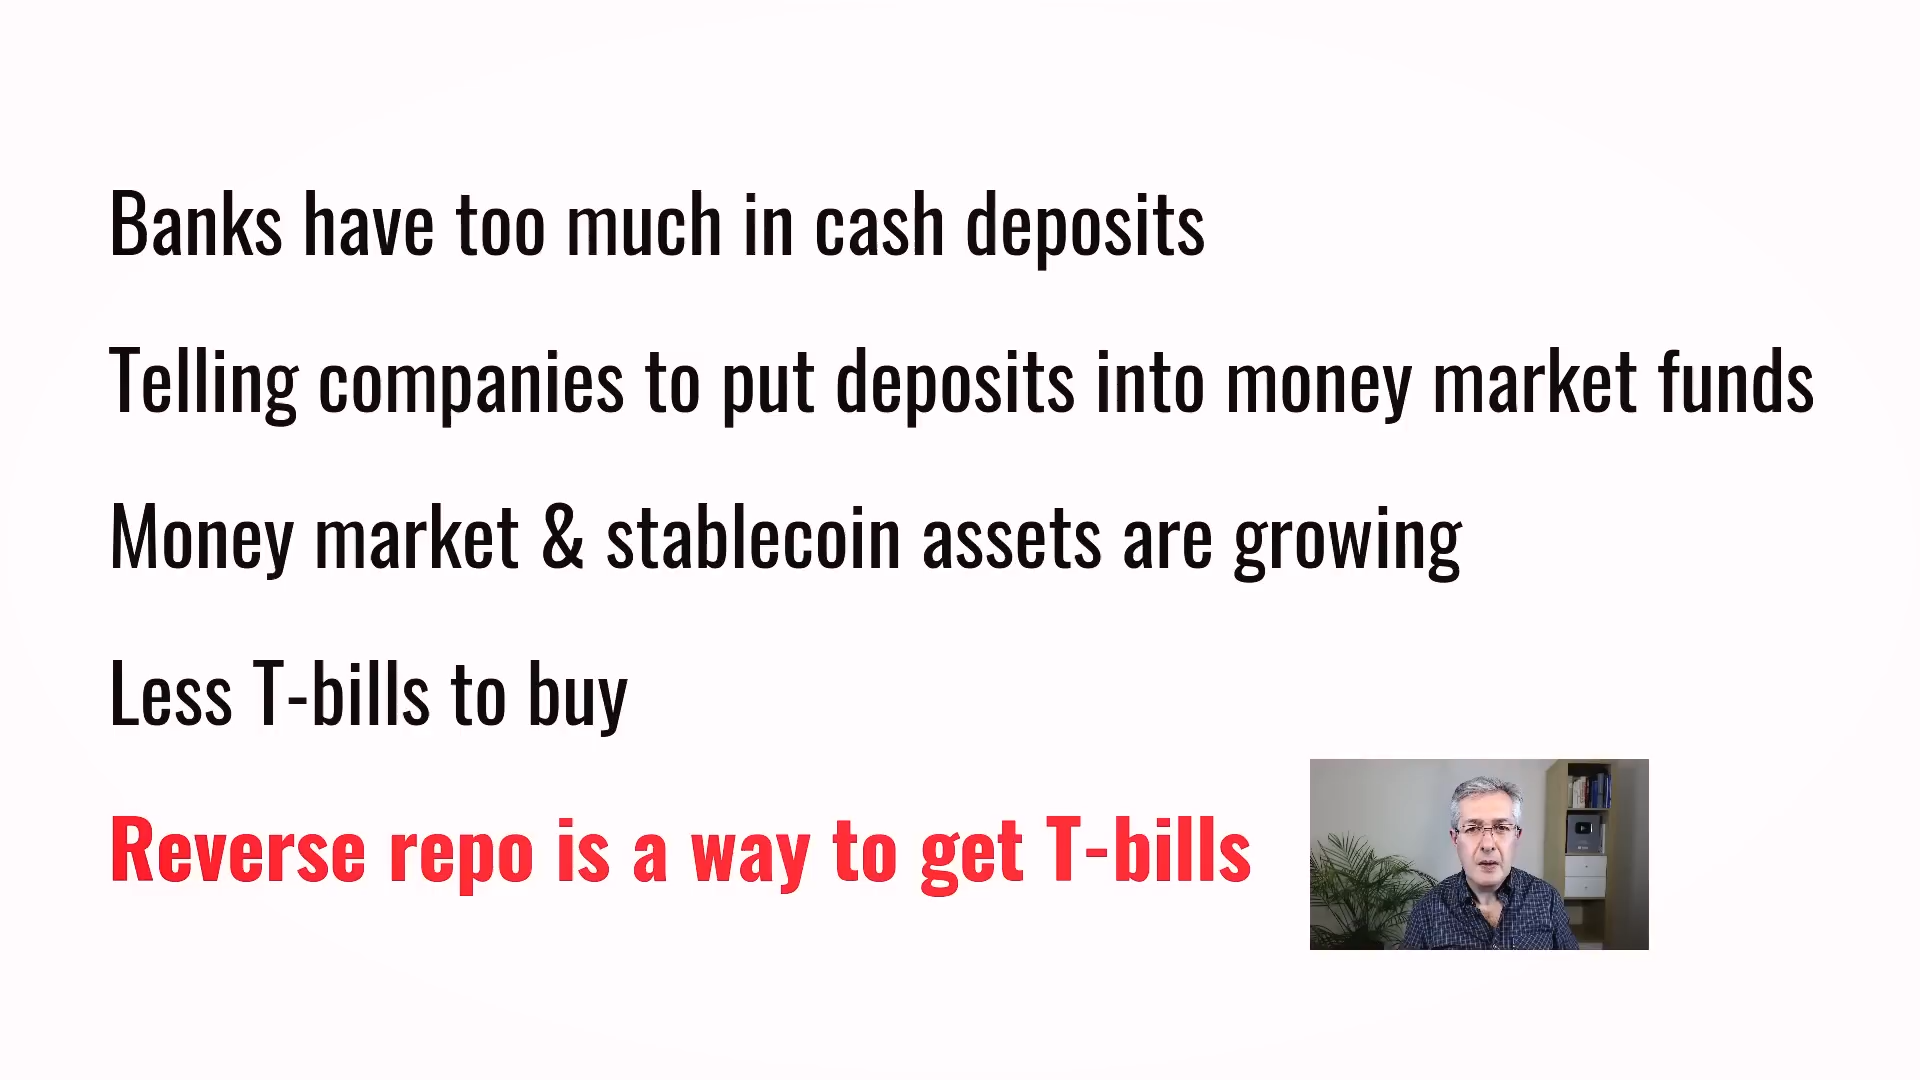 Banks have too much in cash deposits
Telling companies to put deposits into money market funds
Money market & stablecoin assets are growing
Less T-bills to buy
Reverse repo is a way to get T-bills